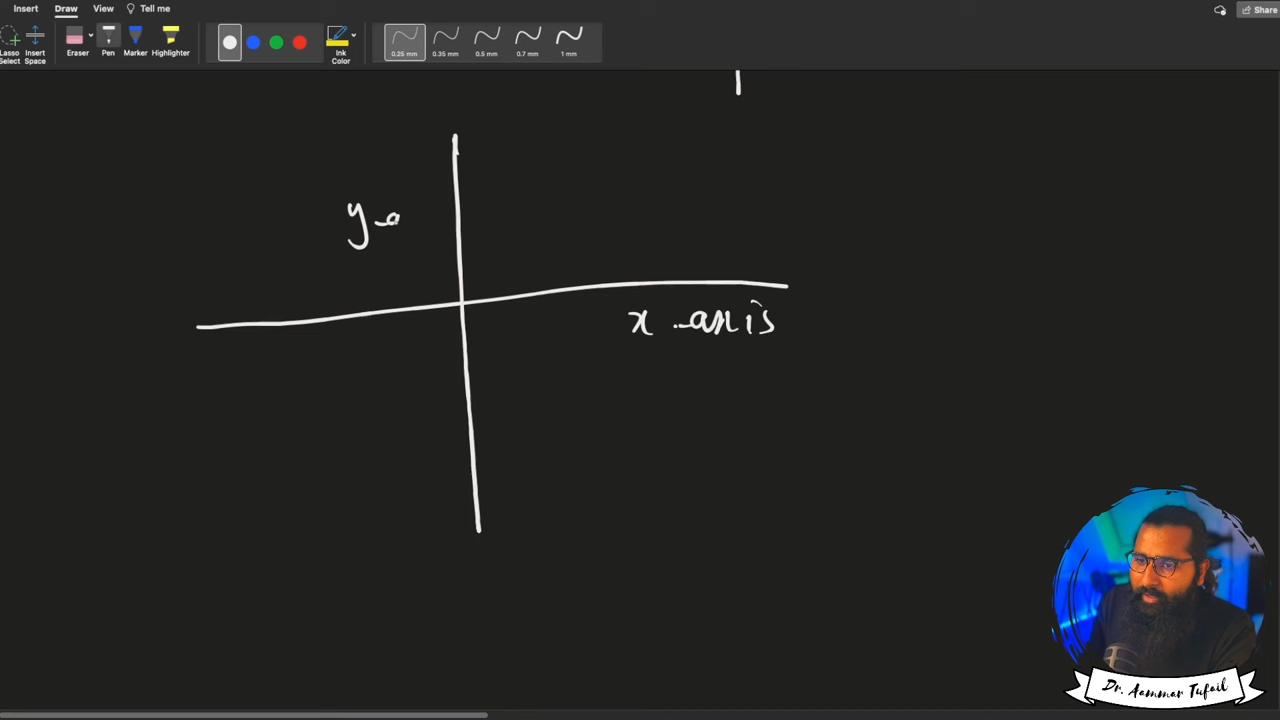 Insert Draw View Tell me
Share
Lasso Select
Insert Space
Eraser
Pen
Marker
Highlighter
Ink Color
0.25 mm
0.35 mm
0.5 mm
0.7 mm
1 mm
y-a
x -axis
Dr. Aammar Tufail